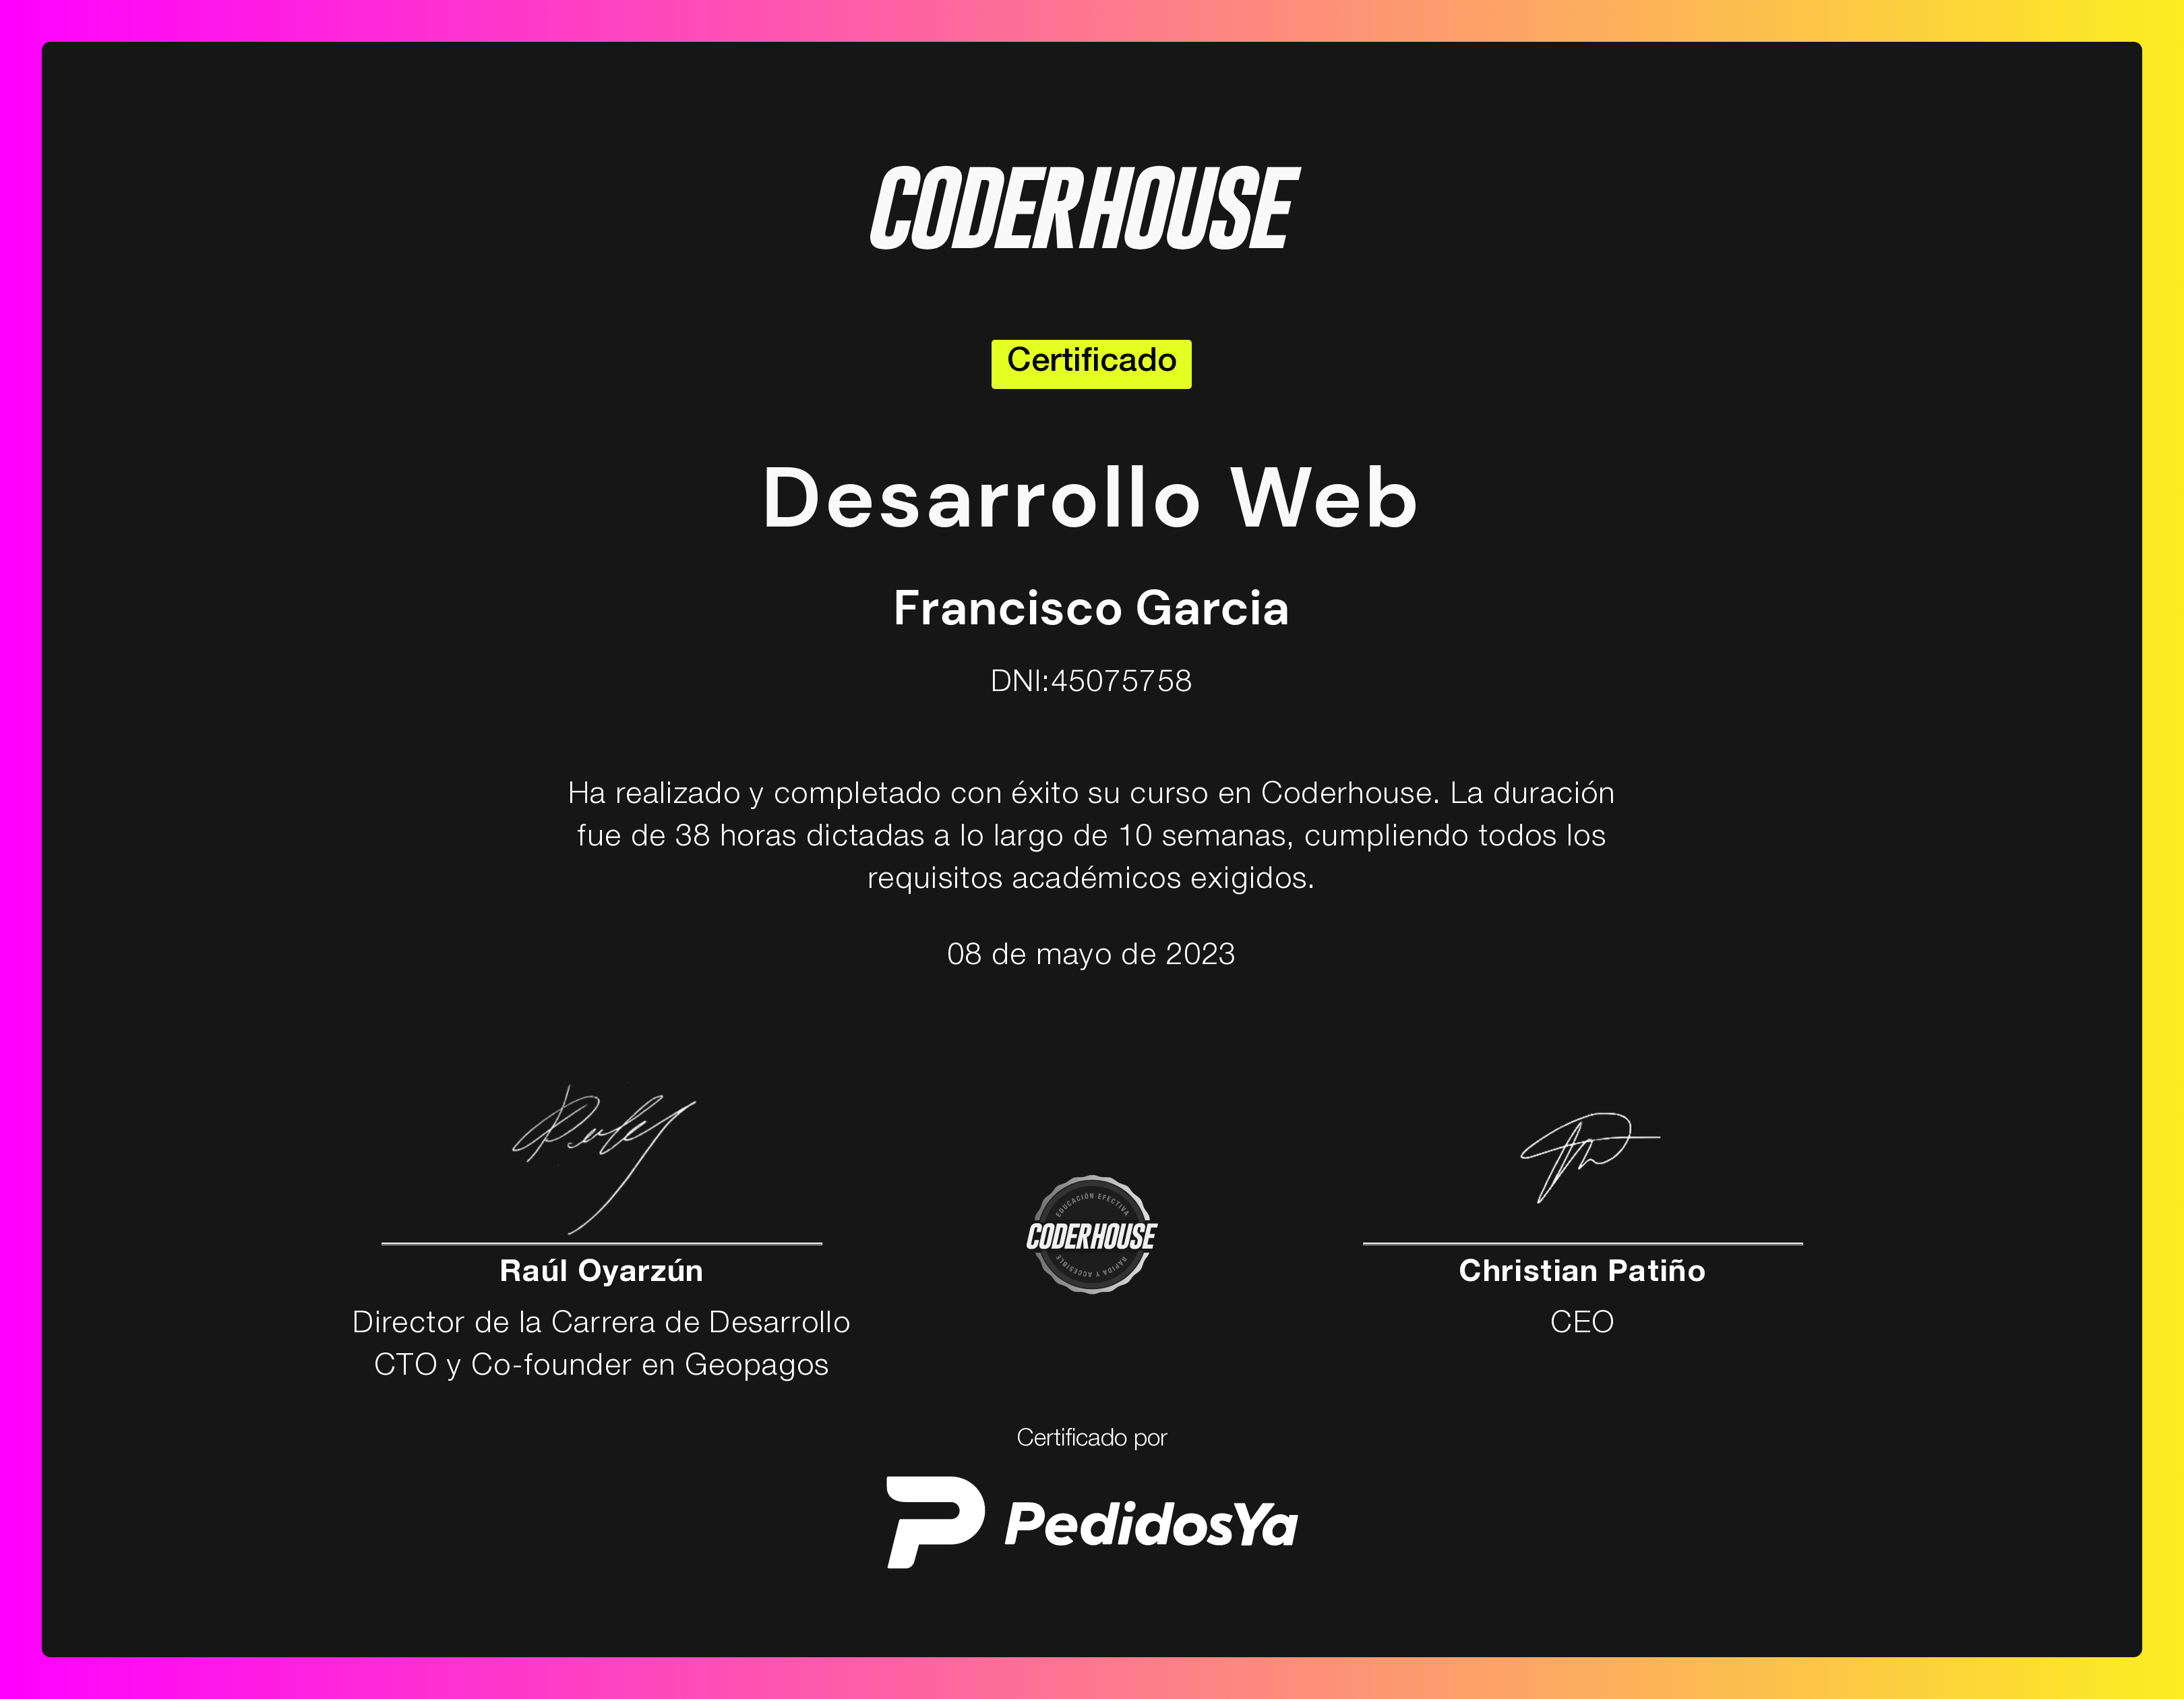 CODERHOUSE
Certificado
Desarrollo Web
Francisco Garcia
DNI:45075758
Ha realizado y completado con éxito su curso en Coderhouse. La duración
fue de 38 horas dictadas a lo largo de 10 semanas, cumpliendo todos los
requisitos académicos exigidos.
08 de mayo de 2023
Raúl Oyarzún
Director de la Carrera de Desarrollo
CTO y Co-founder en Geopagos
EDUCACIÓN EFECTIVA
CODERHOUSE
RÁPIDA Y ACCESIBLE
Christian Patiño
CEO
Certificado por
PedidosYa